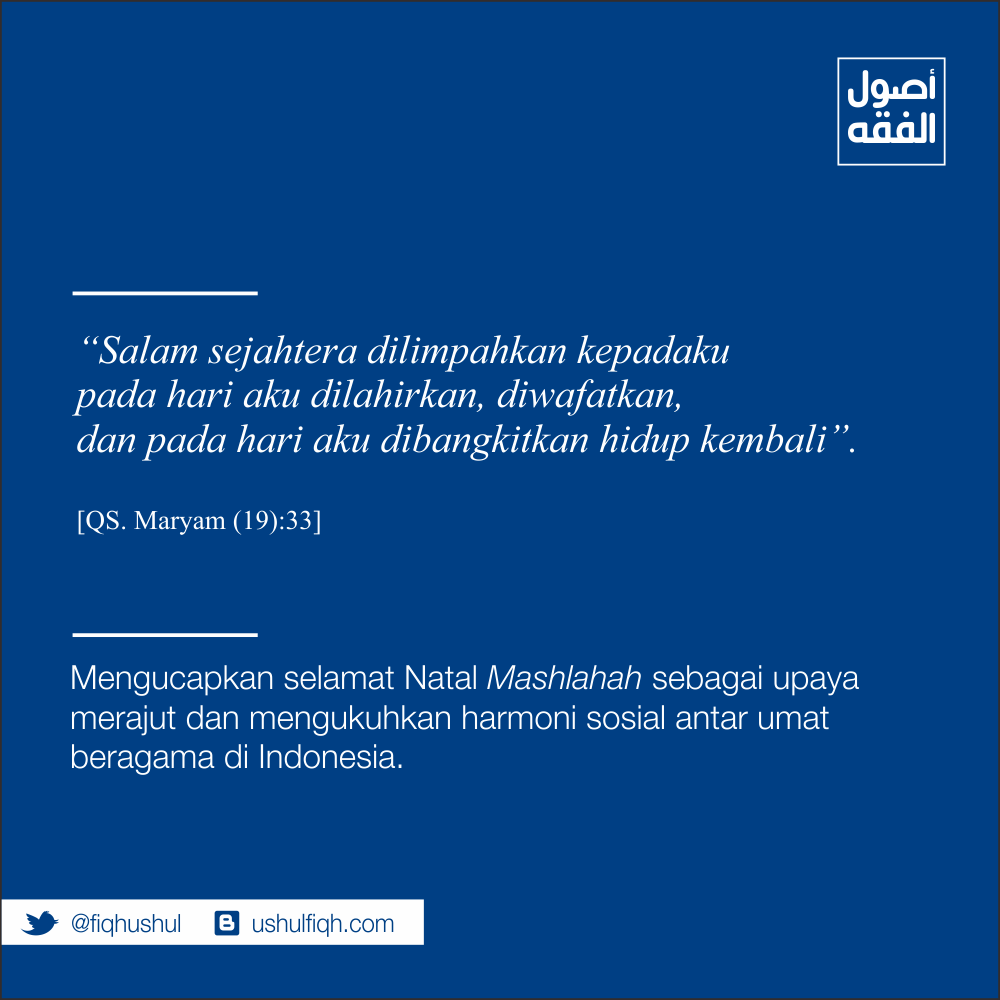 أصول
الفقه
“Salam sejahtera dilimpahkan kepadaku
pada hari aku dilahirkan, diwafatkan,
dan pada hari aku dibangkitkan hidup kembali”.
[QS. Maryam (19):33]
Mengucapkan selamat Natal Mashlahah sebagai upaya
merajut dan mengukuhkan harmoni sosial antar umat
beragama di Indonesia.
@fiqhushul ushulfiqh.com